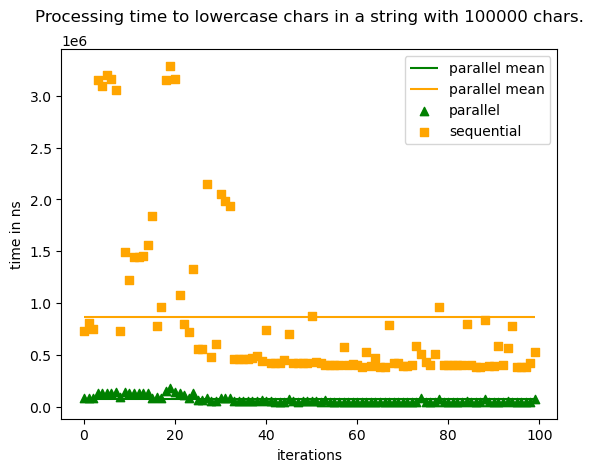 Processing time to lowercase chars in a string with 100000 chars.
1e6
parallel mean
parallel mean
parallel
sequential
3.0
2.5
2.0
1.5
1.0
0.5
0.0
time in ns
0 20 40 60 80 100
iterations